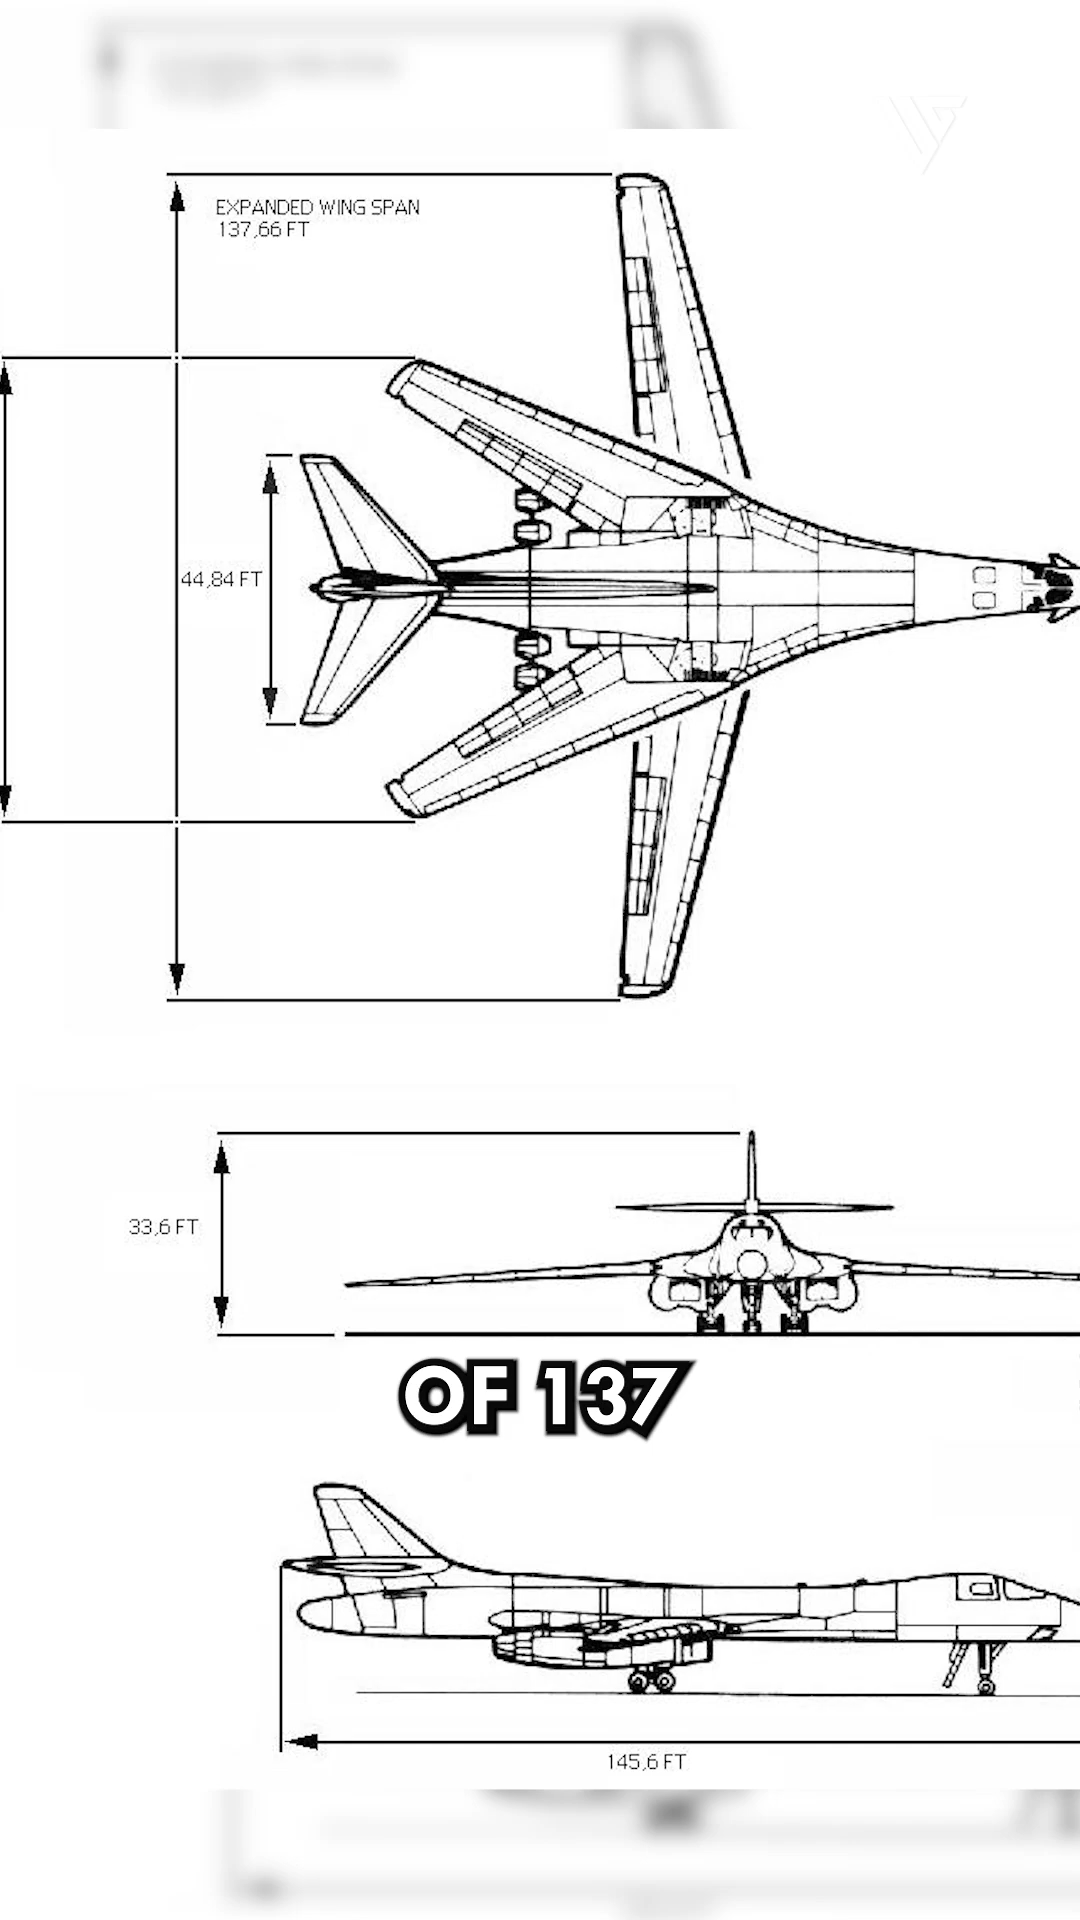 EXPANDED WING SPAN
137,66 FT
44,84 FT
33,6 FT
OF 137
145,6 FT